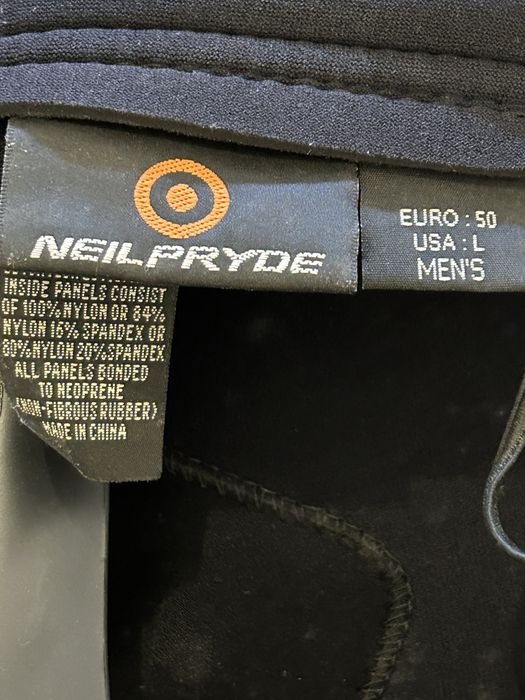 NEILPRYDE
EURO : 50
USA : L
MEN'S
INSIDE PANELS CONSIST
OF 100% NYLON OR 84%
NYLON 16% SPANDEX OR
80% NYLON 20% SPANDEX
ALL PANELS BONDED
TO NEOPRENE
(NON-FIBROUS RUBBER)
MADE IN CHINA